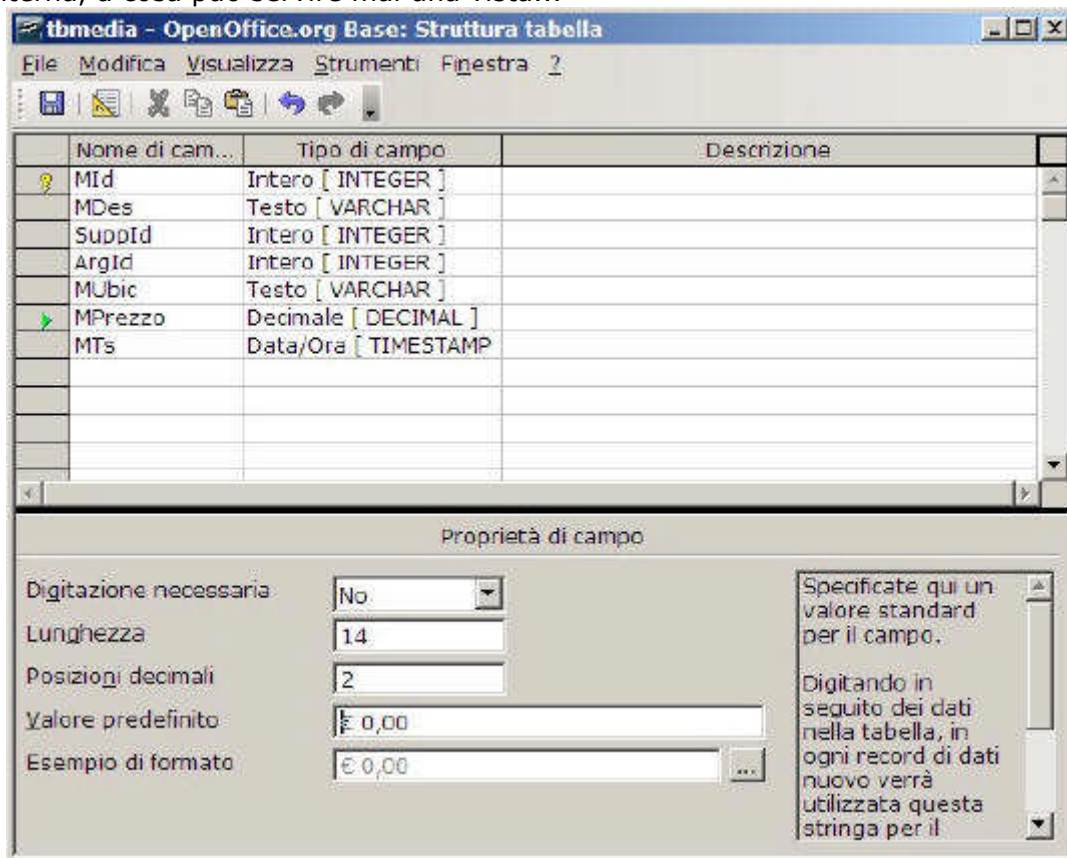 tbmedia - OpenOffice.org Base: Struttura tabella
File Modifica Visualizza Strumenti Finestra ?
Nome di cam... Tipo di campo Descrizione
MId Intero [ INTEGER ]
MDes Testo [ VARCHAR ]
SuppId Intero [ INTEGER ]
ArgId Intero [ INTEGER ]
MUbic Testo [ VARCHAR ]
MPrezzo Decimale [ DECIMAL ]
MTs Data/Ora [ TIMESTAMP
Proprietà di campo
Digitazione necessaria No
Lunghezza 14
Posizioni decimali 2
Valore predefinito € 0,00
Esempio di formato € 0,00 ...
Specificate qui un
valore standard
per il campo.
Digitando in
seguito dei dati
nella tabella, in
ogni record di dati
nuovo verrà
utilizzata questa
stringa per il